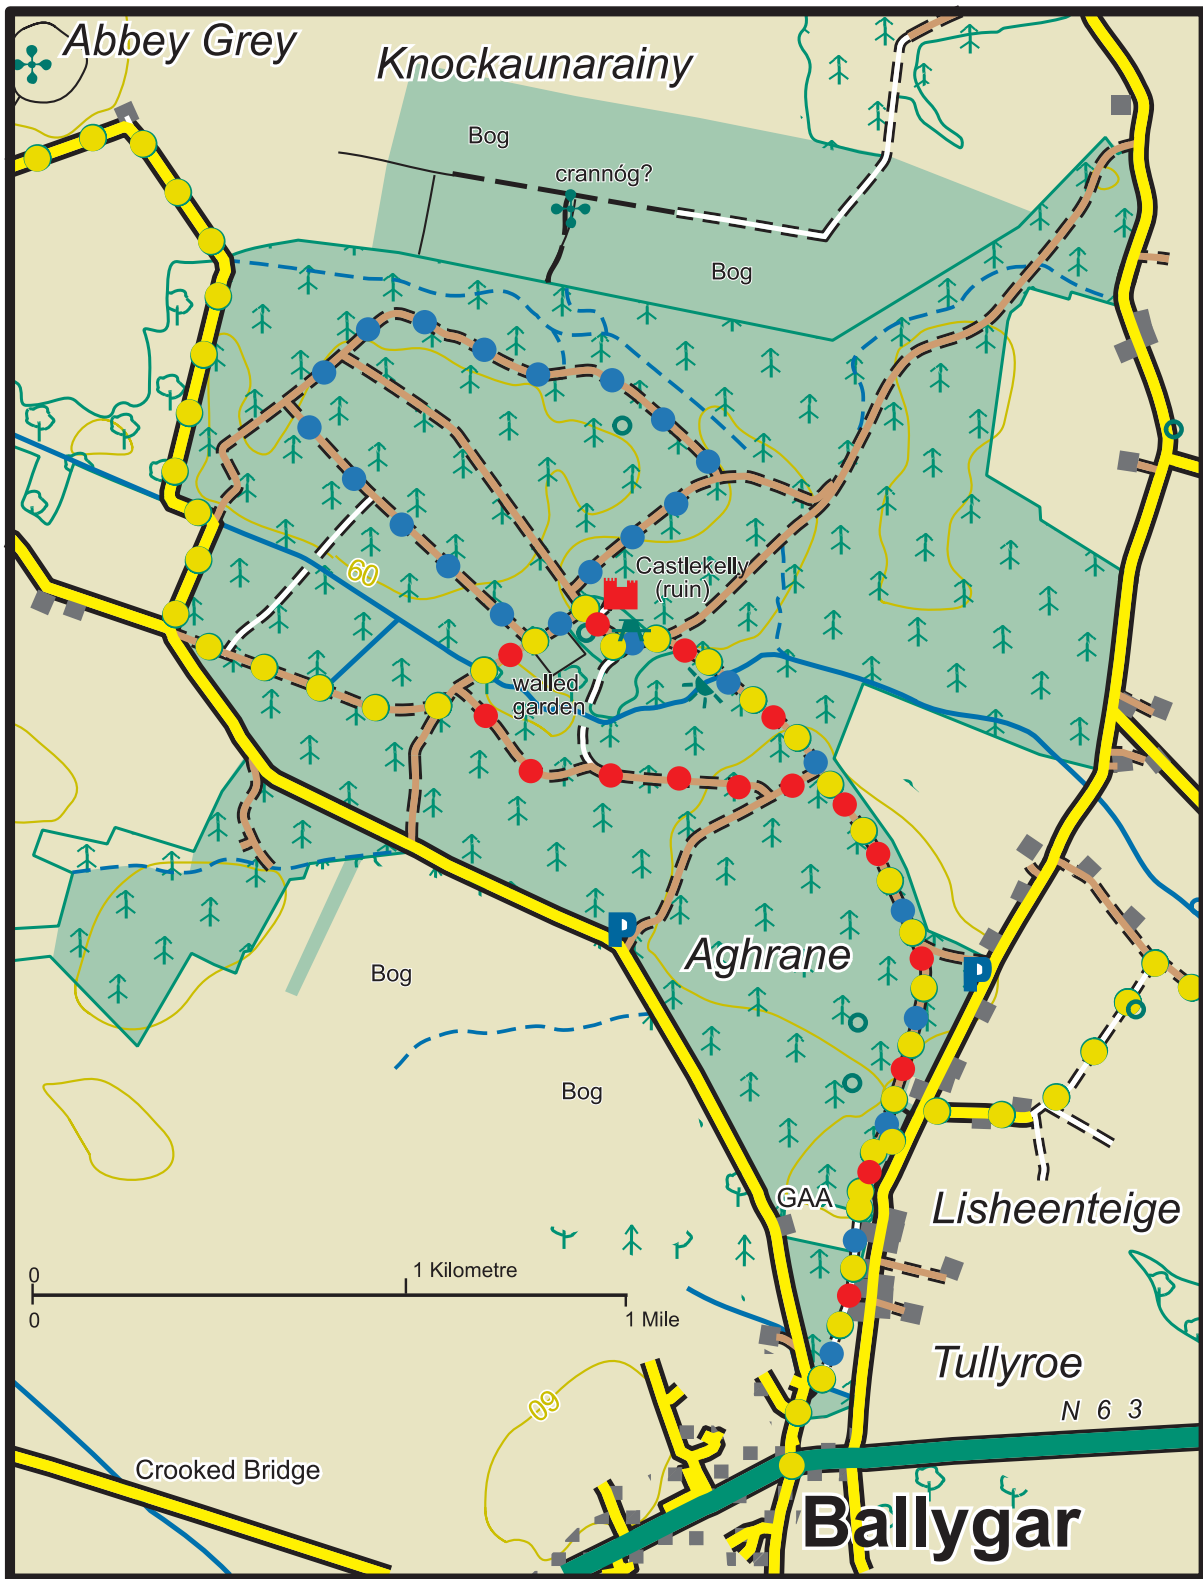 Abbey Grey
Knockaunarainy
Bog
crannóg?
Bog
60
Castlekelly
(ruin)
walled
garden
P
Aghrane
P
Bog
Bog
GAA
Lisheenteige
0
1 Kilometre
0
1 Mile
Tullyroe
60
N 6 3
Crooked Bridge
Ballygar